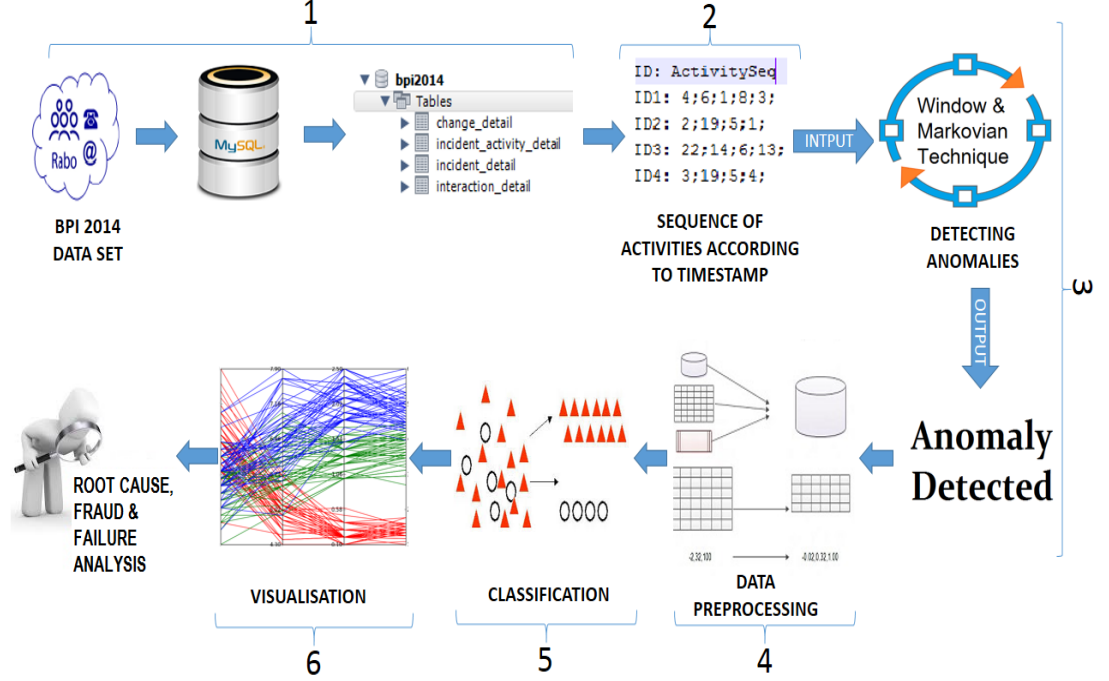 1
2
3
Rabo
@
BPI 2014
DATA SET
MySQL
bpi2014
Tables
change_detail
incident_activity_detail
incident_detail
interaction_detail
ID: ActivitySeq
ID1: 4;6;1;8;3;
ID2: 2;19;5;1;
ID3: 22;14;6;13;
ID4: 3;19;5;4;
SEQUENCE OF
ACTIVITIES ACCORDING
TO TIMESTAMP
INTPUT
Window &
Markovian
Technique
DETECTING
ANOMALIES
OUTPUT
Anomaly
Detected
-2,32,100
-0.02,0.32,1.00
DATA
PREPROCESSING
4
CLASSIFICATION
5
VISUALISATION
6
ROOT CAUSE,
FRAUD &
FAILURE
ANALYSIS